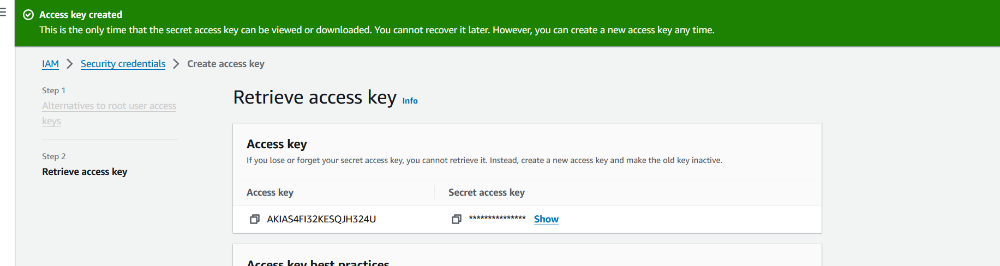 Access key created
This is the only time that the secret access key can be viewed or downloaded. You cannot recover it later. However, you can create a new access key any time.
IAM > Security credentials > Create access key
Step 1
Alternatives to root user access
keys
Step 2
Retrieve access key
Retrieve access key Info
Access key
If you lose or forget your secret access key, you cannot retrieve it. Instead, create a new access key and make the old key inactive.
Access key Secret access key
AKIAS4FI32KESQJH324U *************** Show
Access key best practices